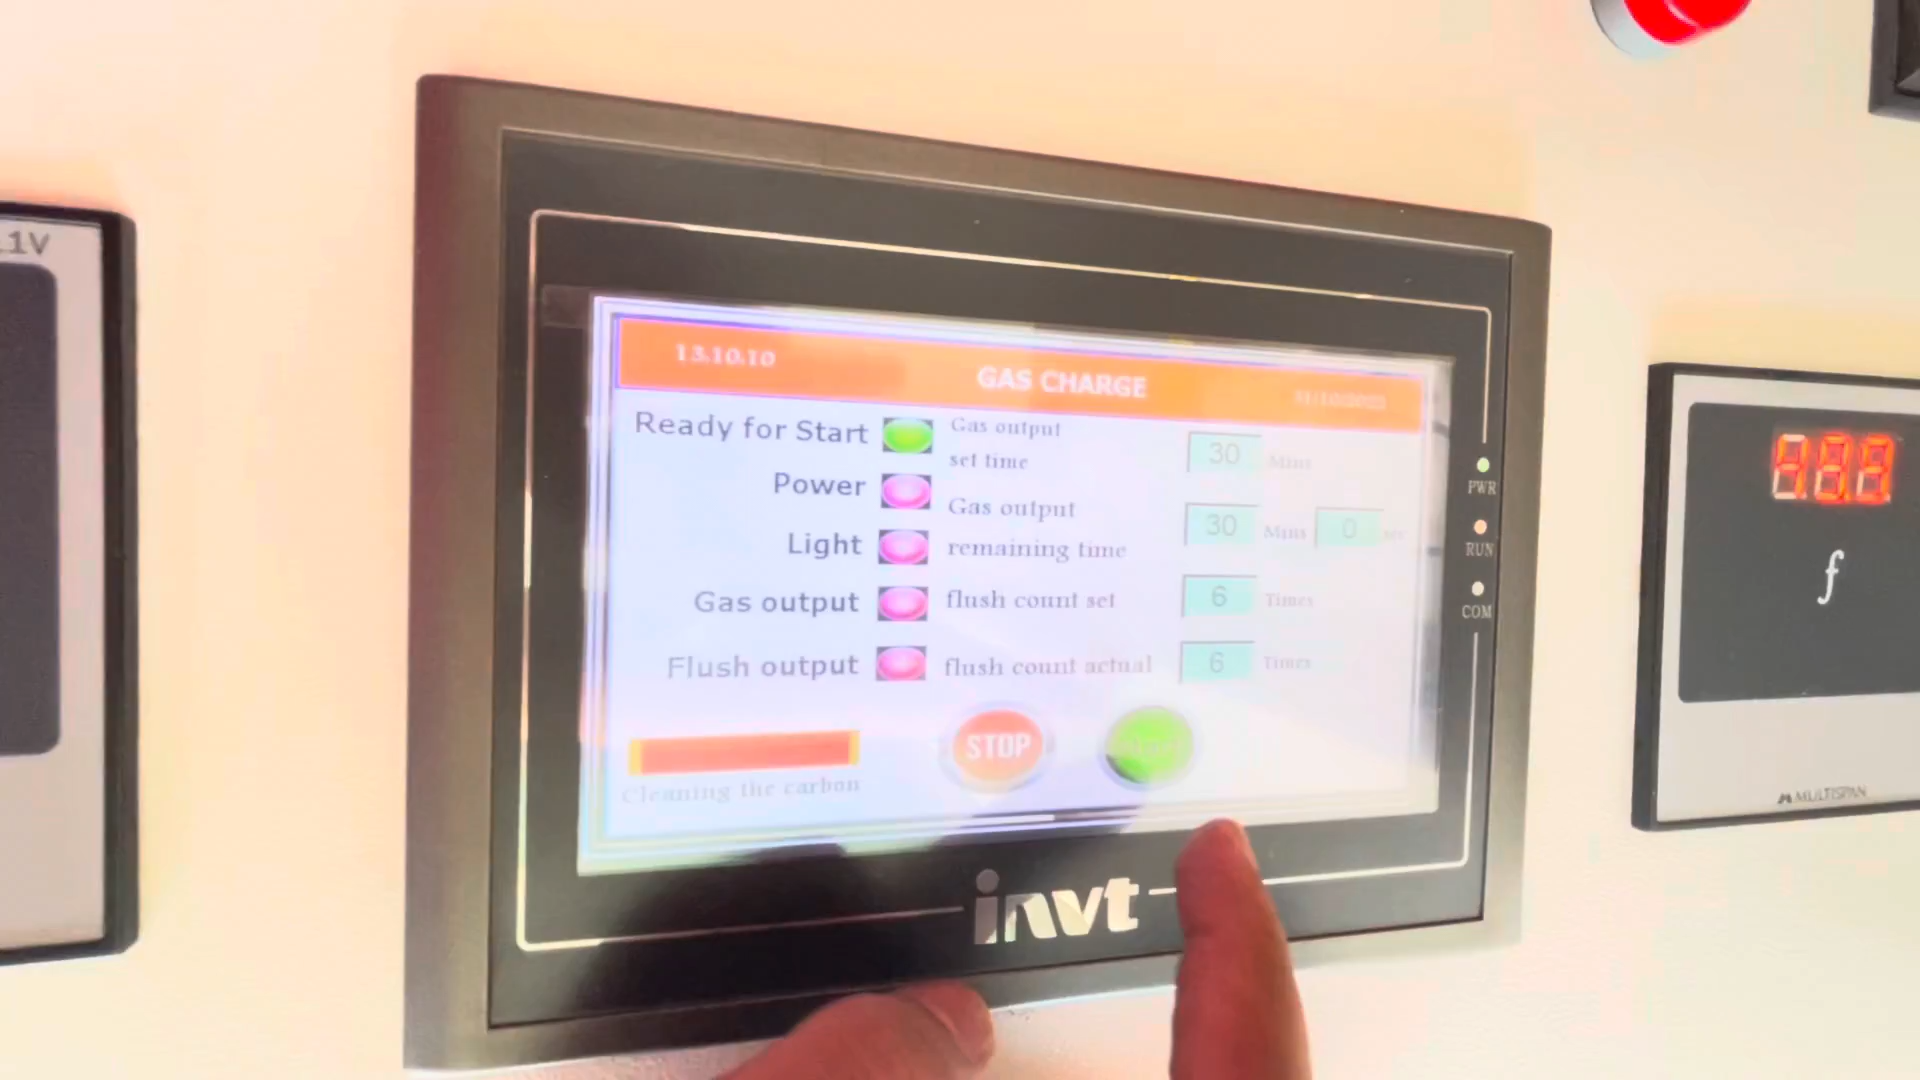 .1V
13.10.10
GAS CHARGE
Ready for Start
Gas output
set time
30
Mins
Power
Gas output
remaining time
30
Mins
0
sec
Light
Gas output
flush count set
6
Times
Flush output
flush count actual
6
Times
STOP
Cleaning the carbon
PWR
RUN
COM
invt
f
MULTISPAN